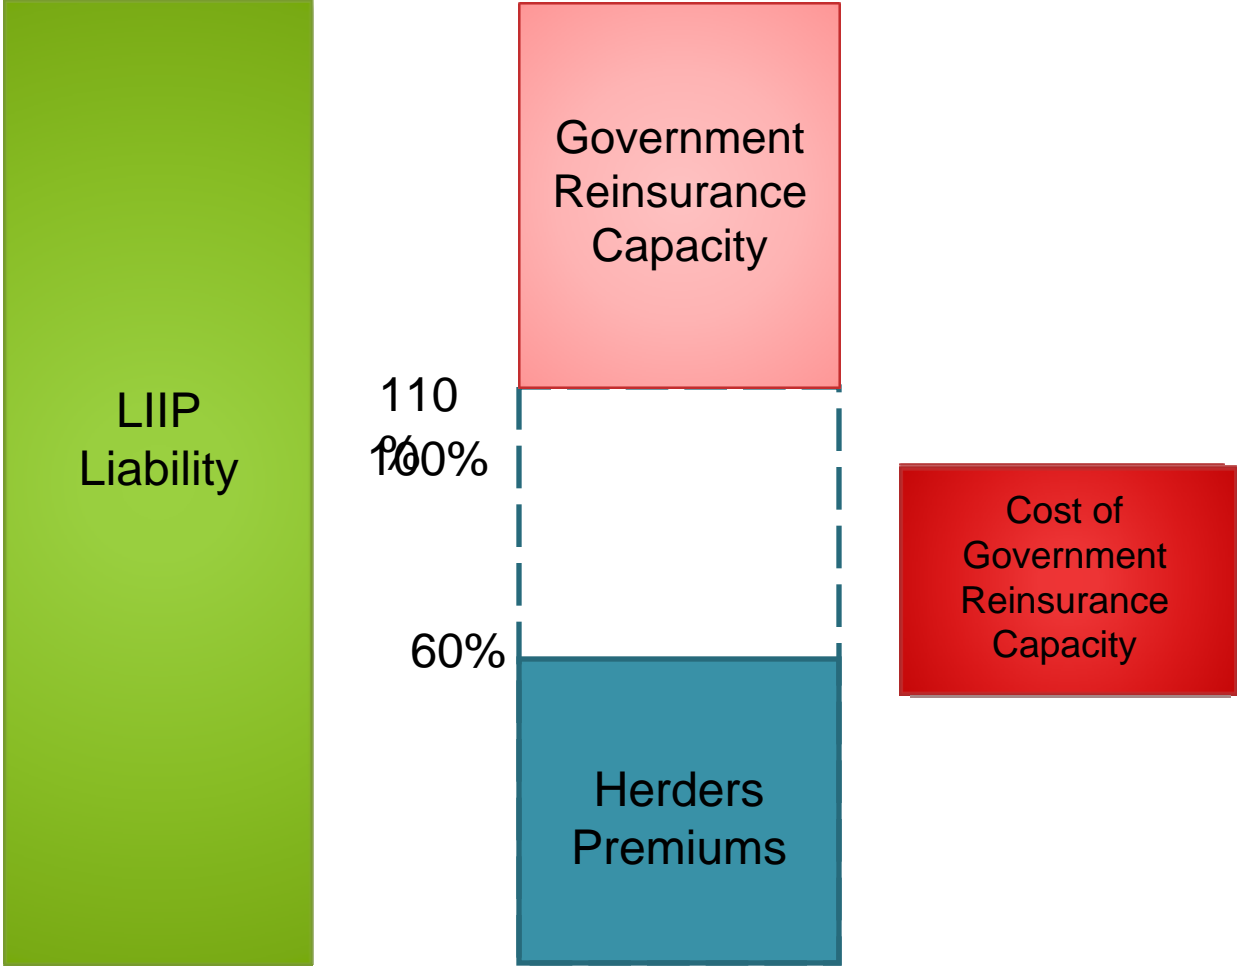 LIIP
Liability
Government
Reinsurance
Capacity
110
%
100%
60%
Herders
Premiums
Cost of
Government
Reinsurance
Capacity